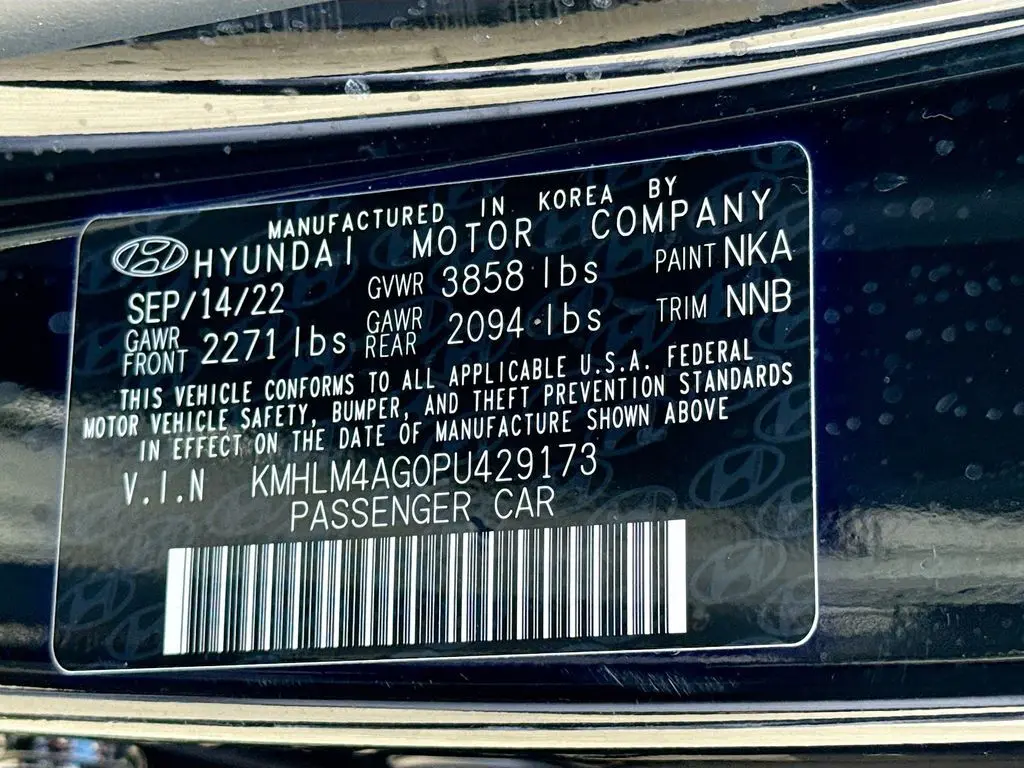 MANUFACTURED IN KOREA BY
HYUNDAI MOTOR COMPANY
SEP/14/22 GVWR 3858 lbs PAINT NKA
GAWR FRONT 2271 lbs GAWR REAR 2094 lbs TRIM NNB
THIS VEHICLE CONFORMS TO ALL APPLICABLE U.S.A. FEDERAL
MOTOR VEHICLE SAFETY, BUMPER, AND THEFT PREVENTION STANDARDS
IN EFFECT ON THE DATE OF MANUFACTURE SHOWN ABOVE
V.I.N KMHLM4AG0PU429173
PASSENGER CAR